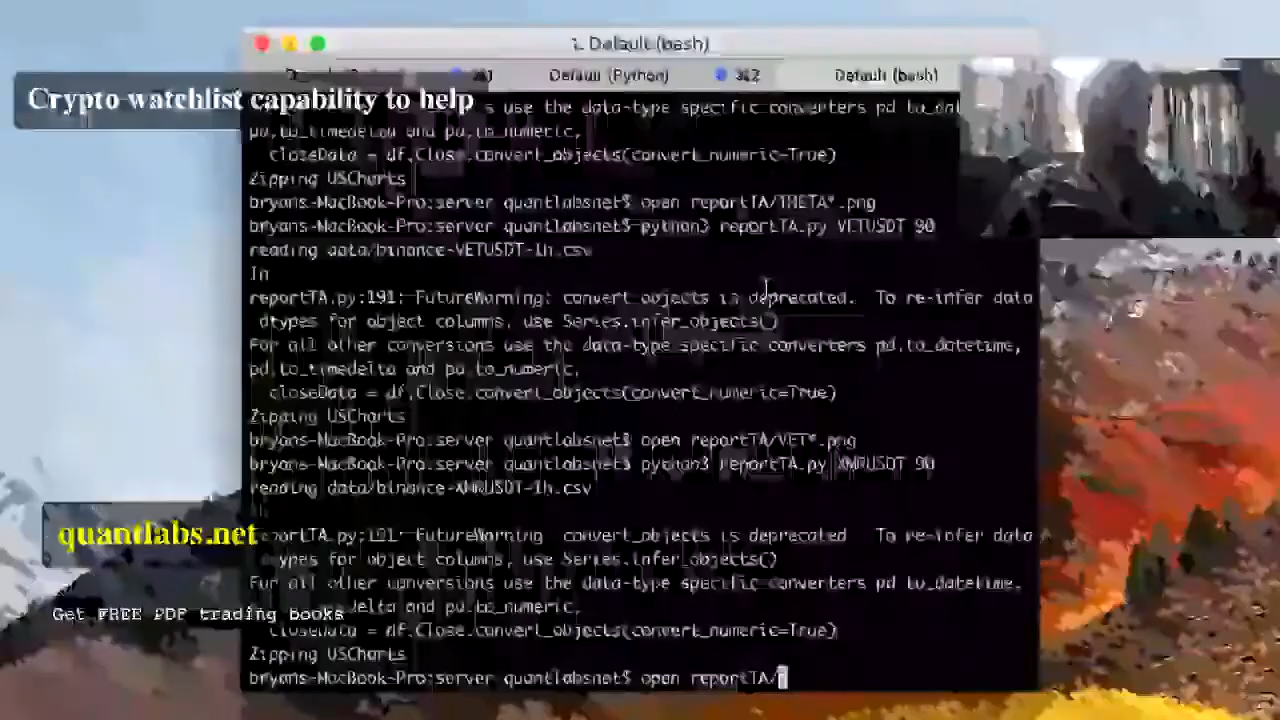 1. Default (bash)
⌘1 Default (Python) ⌘2 Default (bash)
Crypto watchlist capability to help
s use the data-type specific converters pd.to_dat
pd.to_timedelta and pd.to_numeric.
closeData = df.Close.convert_objects(convert_numeric=True)
Zipping USCharts
bryans-MacBook-Pro:server quantlabsnet$ open reportTA/THETA*.png
bryans-MacBook-Pro:server quantlabsnet$ python3 reportTA.py VETUSDT 90
reading data/binance-VETUSDT-1h.csv
In
reportTA.py:191: FutureWarning: convert_objects is deprecated.  To re-infer data
dtypes for object columns, use Series.infer_objects()
For all other conversions use the data-type specific converters pd.to_datetime,
pd.to_timedelta and pd.to_numeric.
closeData = df.Close.convert_objects(convert_numeric=True)
Zipping USCharts
bryans-MacBook-Pro:server quantlabsnet$ open reportTA/VET*.png
bryans-MacBook-Pro:server quantlabsnet$ python3 reportTA.py XMRUSDT 90
reading data/binance-XMRUSDT-1h.csv
quantlabs.net
reportTA.py:191: FutureWarning: convert_objects is deprecated.  To re-infer data
types for object columns, use Series.infer_objects()
For all other conversions use the data-type specific converters pd.to_datetime.
delta and pd.to_numeric.
Get FREE PDF trading books
closeData = df.Close.convert_objects(convert_numeric=True)
Zipping USCharts
bryans-MacBook-Pro:server quantlabsnet$ open reportTA/